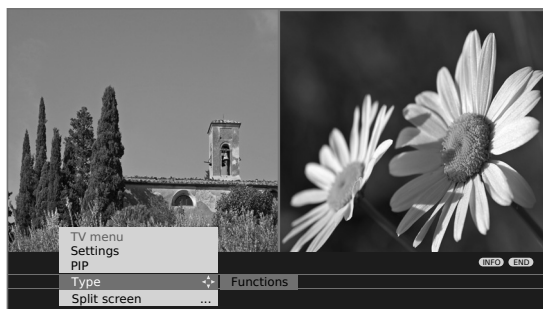 TV menu
Settings
PIP
INFO END
Type Functions
Split screen ...